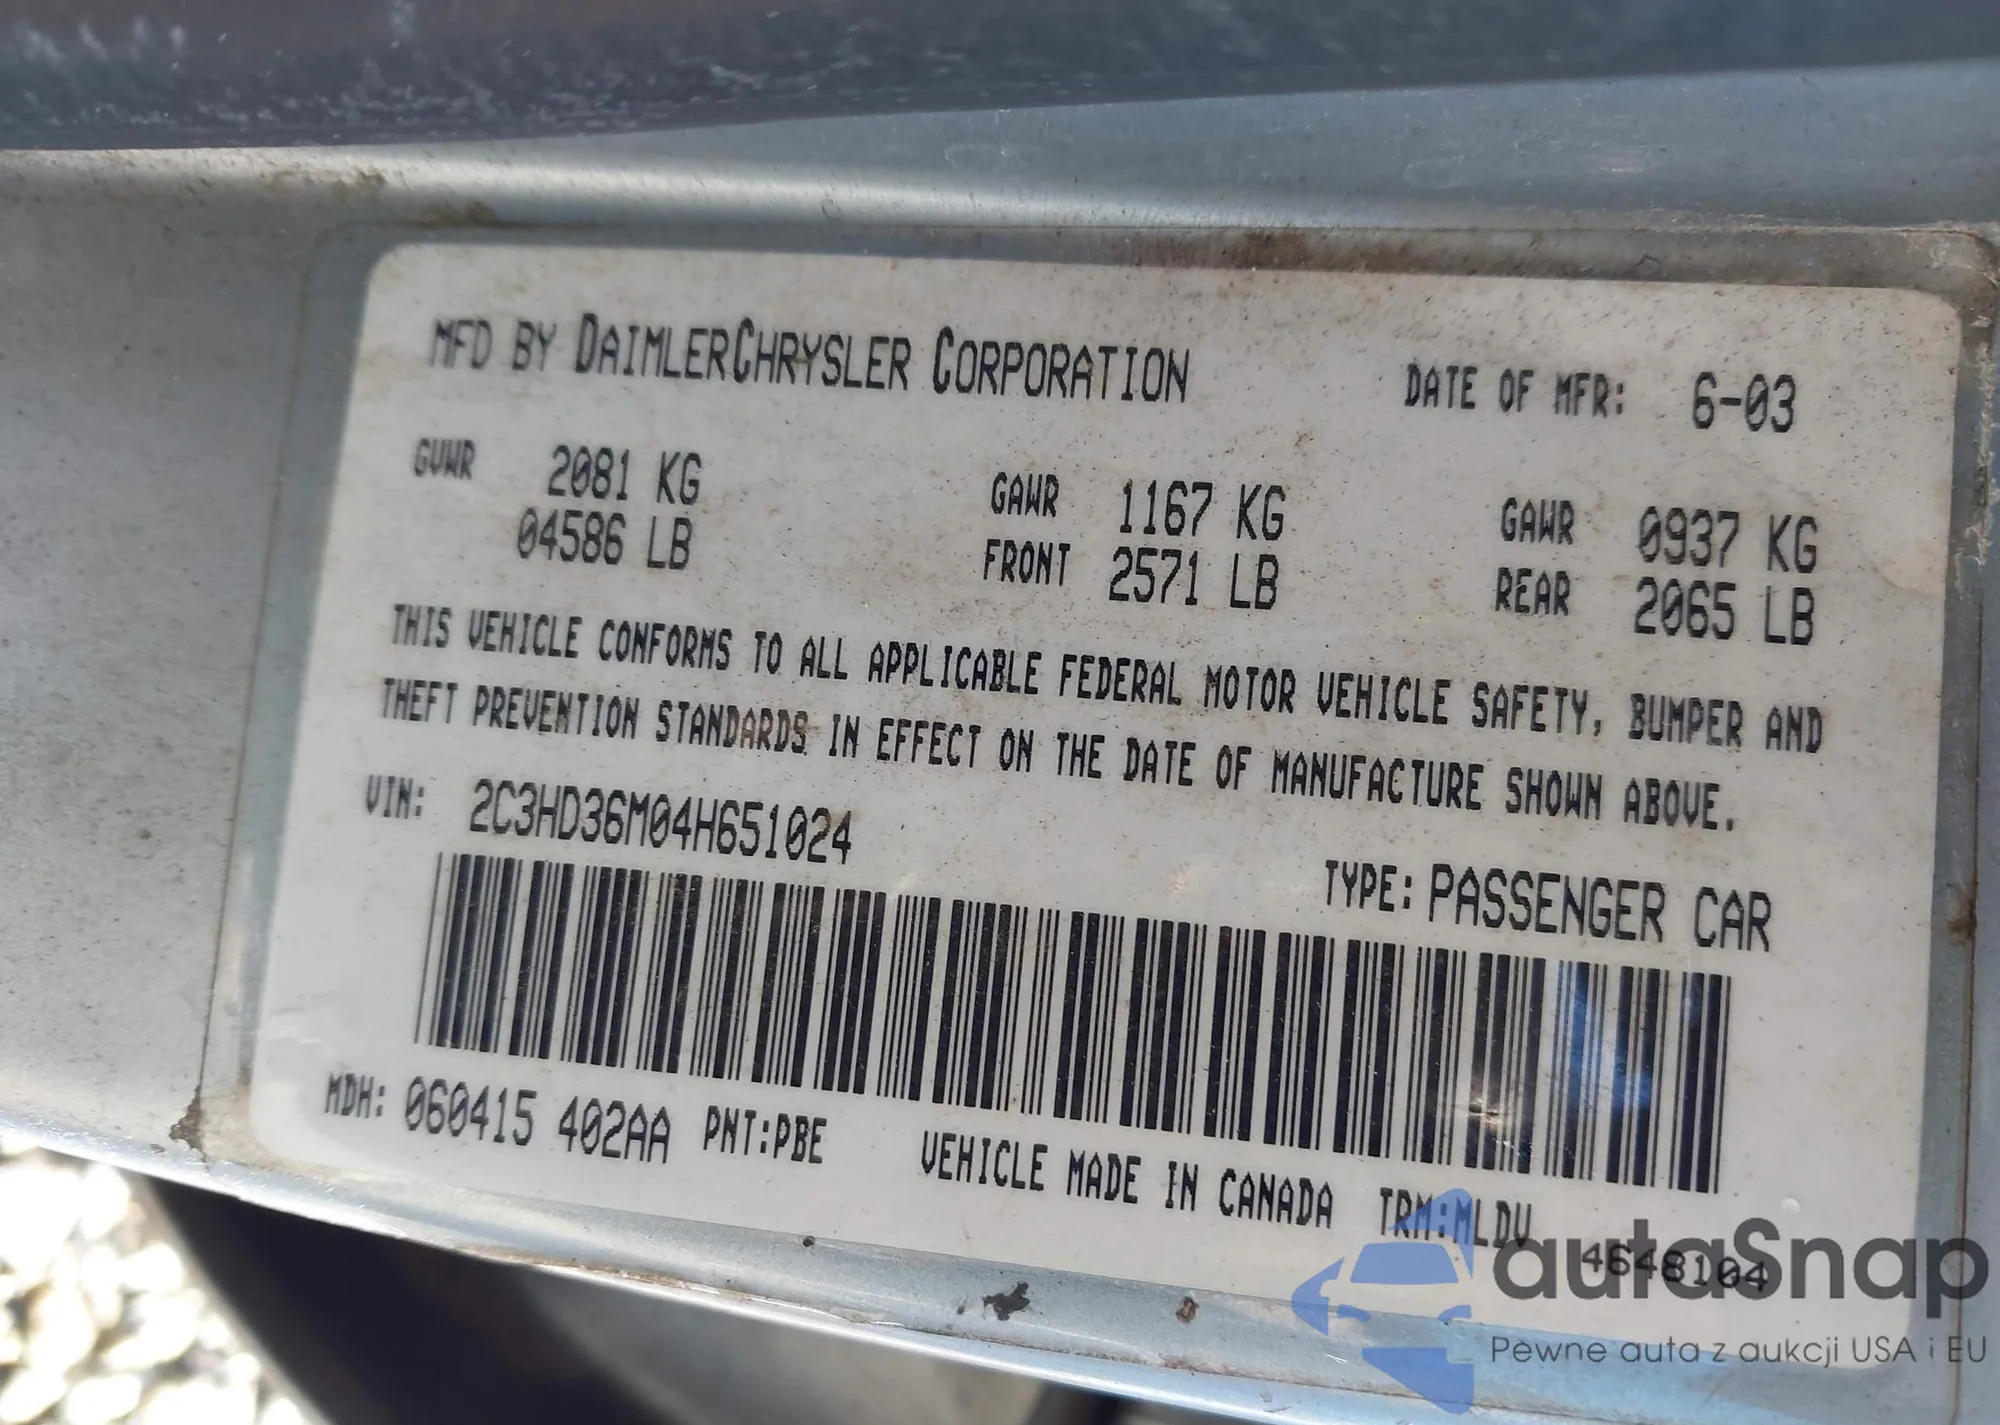 MFD BY DAIMLERCHRYSLER CORPORATION DATE OF MFR: 6-03
GVWR 2081 KG GAWR 1167 KG GAWR 0937 KG
04586 LB FRONT 2571 LB REAR 2065 LB
THIS VEHICLE CONFORMS TO ALL APPLICABLE FEDERAL MOTOR VEHICLE SAFETY, BUMPER AND
THEFT PREVENTION STANDARDS IN EFFECT ON THE DATE OF MANUFACTURE SHOWN ABOVE.
VIN: 2C3HD36M04H651024
TYPE: PASSENGER CAR
MDH: 060415 402AA PNT:PBE VEHICLE MADE IN CANADA TRM:MLDV
4648104
autaSnap
Pewne auta z aukcji USA i EU